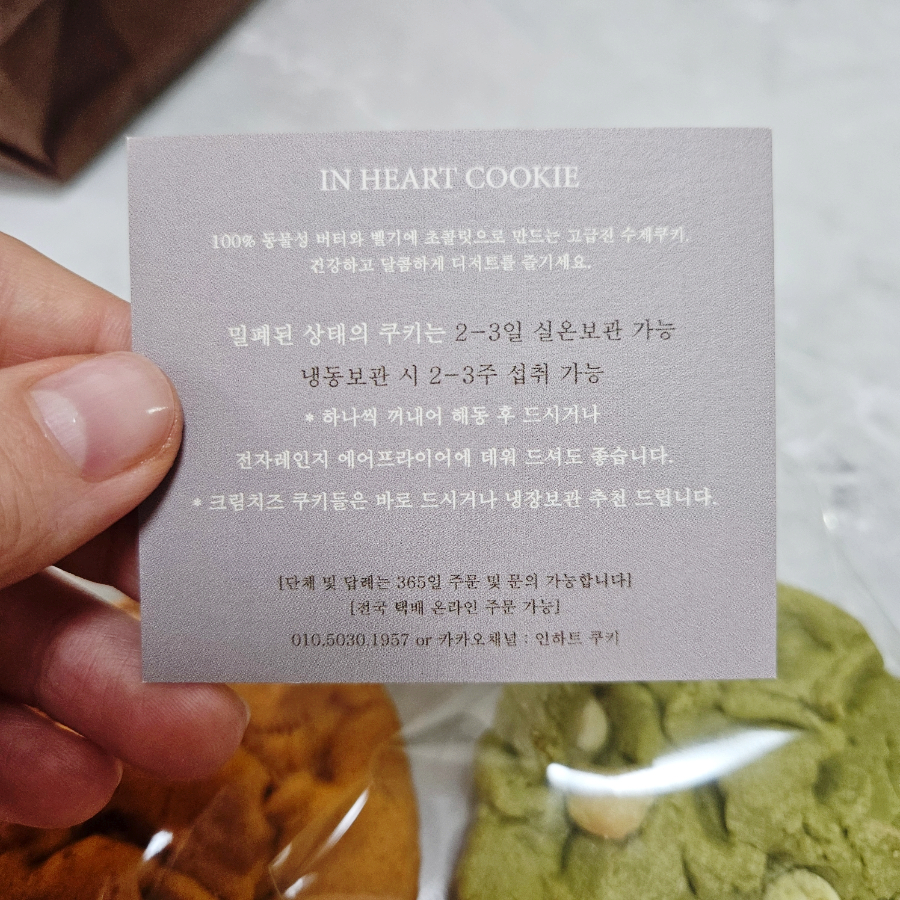 IN HEART COOKIE
100% 동물성 버터와 벨기에 초콜릿으로 만드는 고급진 수제쿠키.
건강하고 달콤하게 디저트를 즐기세요.
밀폐된 상태의 쿠키는 2-3일 실온보관 가능
냉동보관 시 2-3주 섭취 가능
* 하나씩 꺼내어 해동 후 드시거나
전자레인지 에어프라이어에 데워 드셔도 좋습니다.
* 크림치즈 쿠키들은 바로 드시거나 냉장보관 추천 드립니다.
[단체 및 답례는 365일 주문 및 문의 가능합니다]
[전국 택배 온라인 주문 가능]
010.5030.1957 or 카카오채널 : 인하트 쿠키